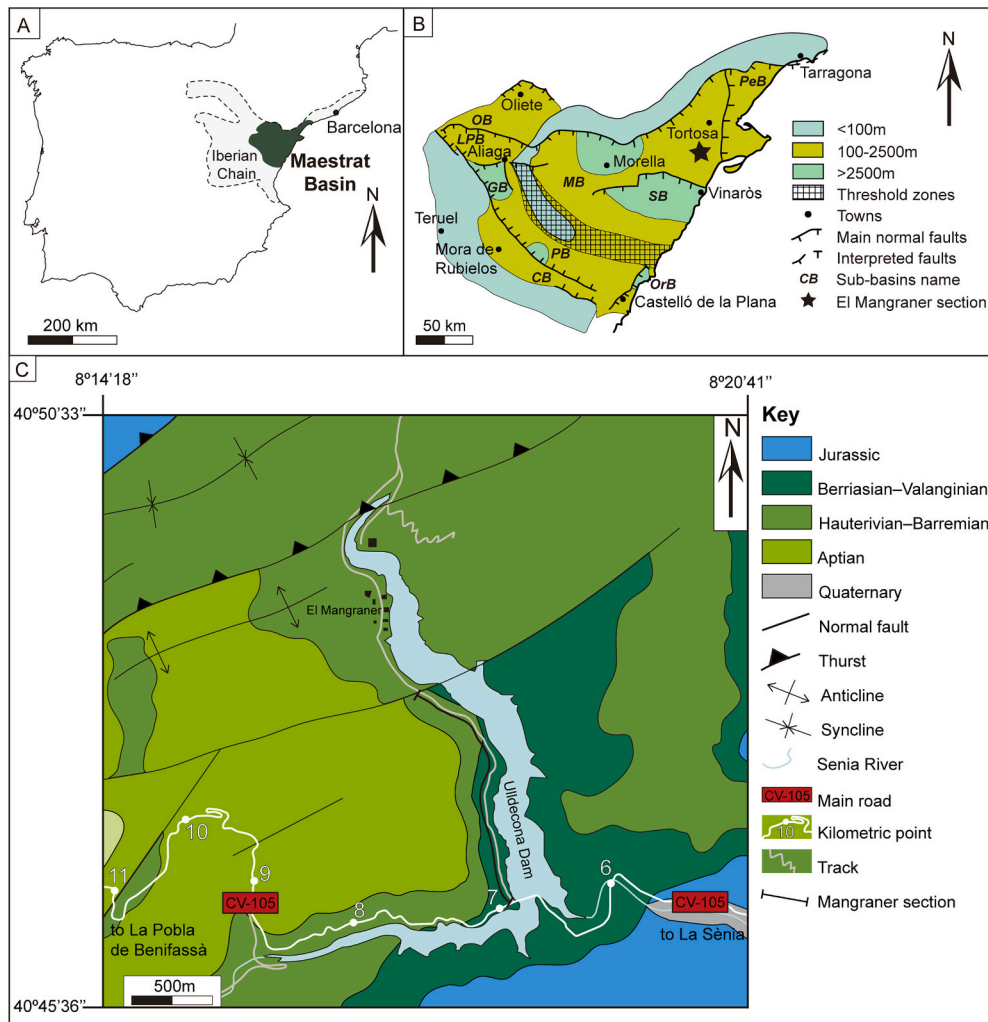 A
Barcelona
Iberian
Chain
Maestrat
Basin
N
200 km
B
N
Tarragona
PeB
Oliete
OB
Tortosa
LPB
Aliaga
Morella
GB
MB
SB
Vinaròs
Teruel
Mora de
Rubielos
PB
CB
OrB
Castelló de la Plana
50 km
<100m
100-2500m
>2500m
Threshold zones
Towns
Main normal faults
Interpreted faults
CB Sub-basins name
El Mangraner section
C
8º14'18’’
8º20'41’’
40º50'33’’
N
El Mangraner
Ulldecona Dam
10
11
9
8
7
6
CV-105
CV-105
to La Pobla
de Benifassà
to La Sènia
500m
40º45'36’’
Key
Jurassic
Berriasian–Valanginian
Hauterivian–Barremian
Aptian
Quaternary
Normal fault
Thurst
Anticline
Syncline
Senia River
CV-105 Main road
10 Kilometric point
Track
Mangraner section